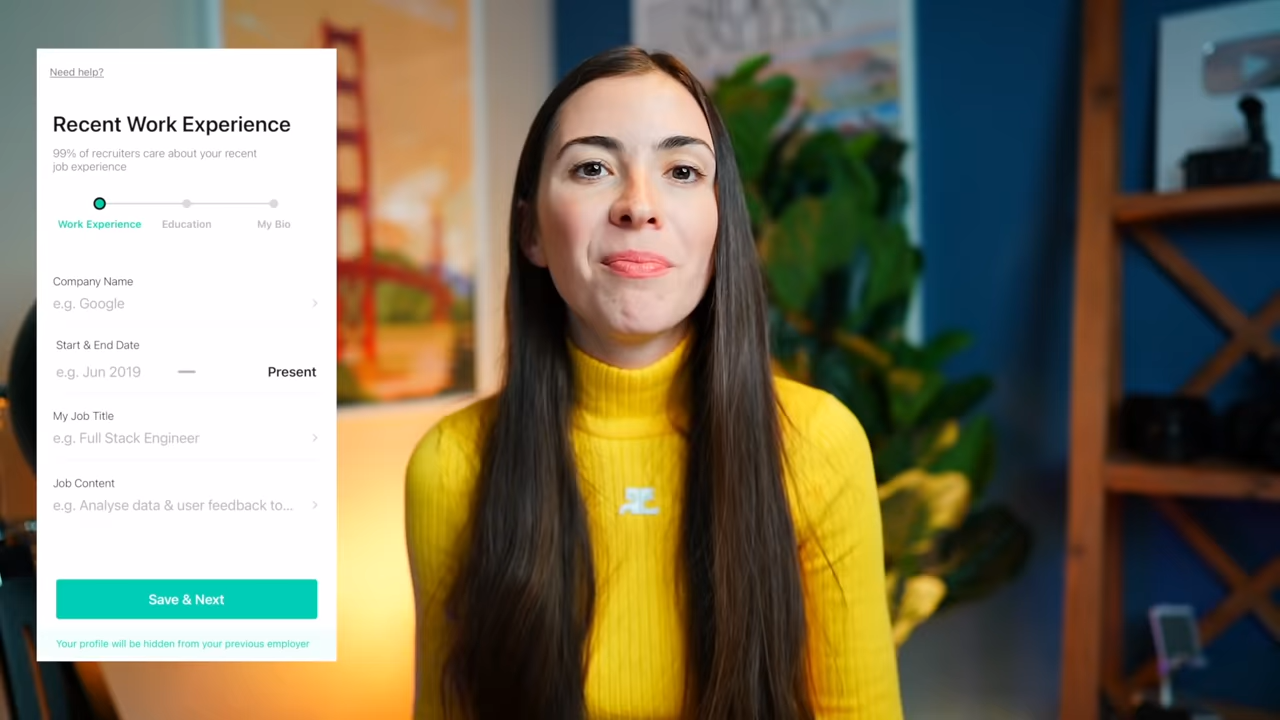 Need help?
Recent Work Experience
99% of recruiters care about your recent
job experience
Work Experience Education My Bio
Company Name
e.g. Google
Start & End Date
e.g. Jun 2019 — Present
My Job Title
e.g. Full Stack Engineer
Job Content
e.g. Analyse data & user feedback to...
Save & Next
Your profile will be hidden from your previous employer